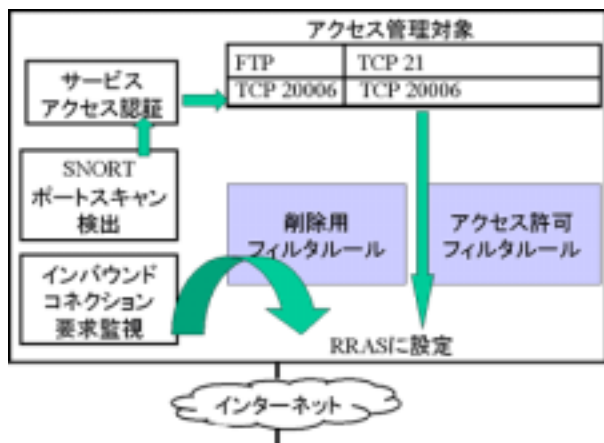 アクセス管理対象
FTP TCP 21
TCP 20006 TCP 20006
サービス
アクセス認証
SNORT
ポートスキャン
検出
削除用
フィルタルール
アクセス許可
フィルタルール
インバウンド
コネクション
要求監視
RRASに設定
インターネット